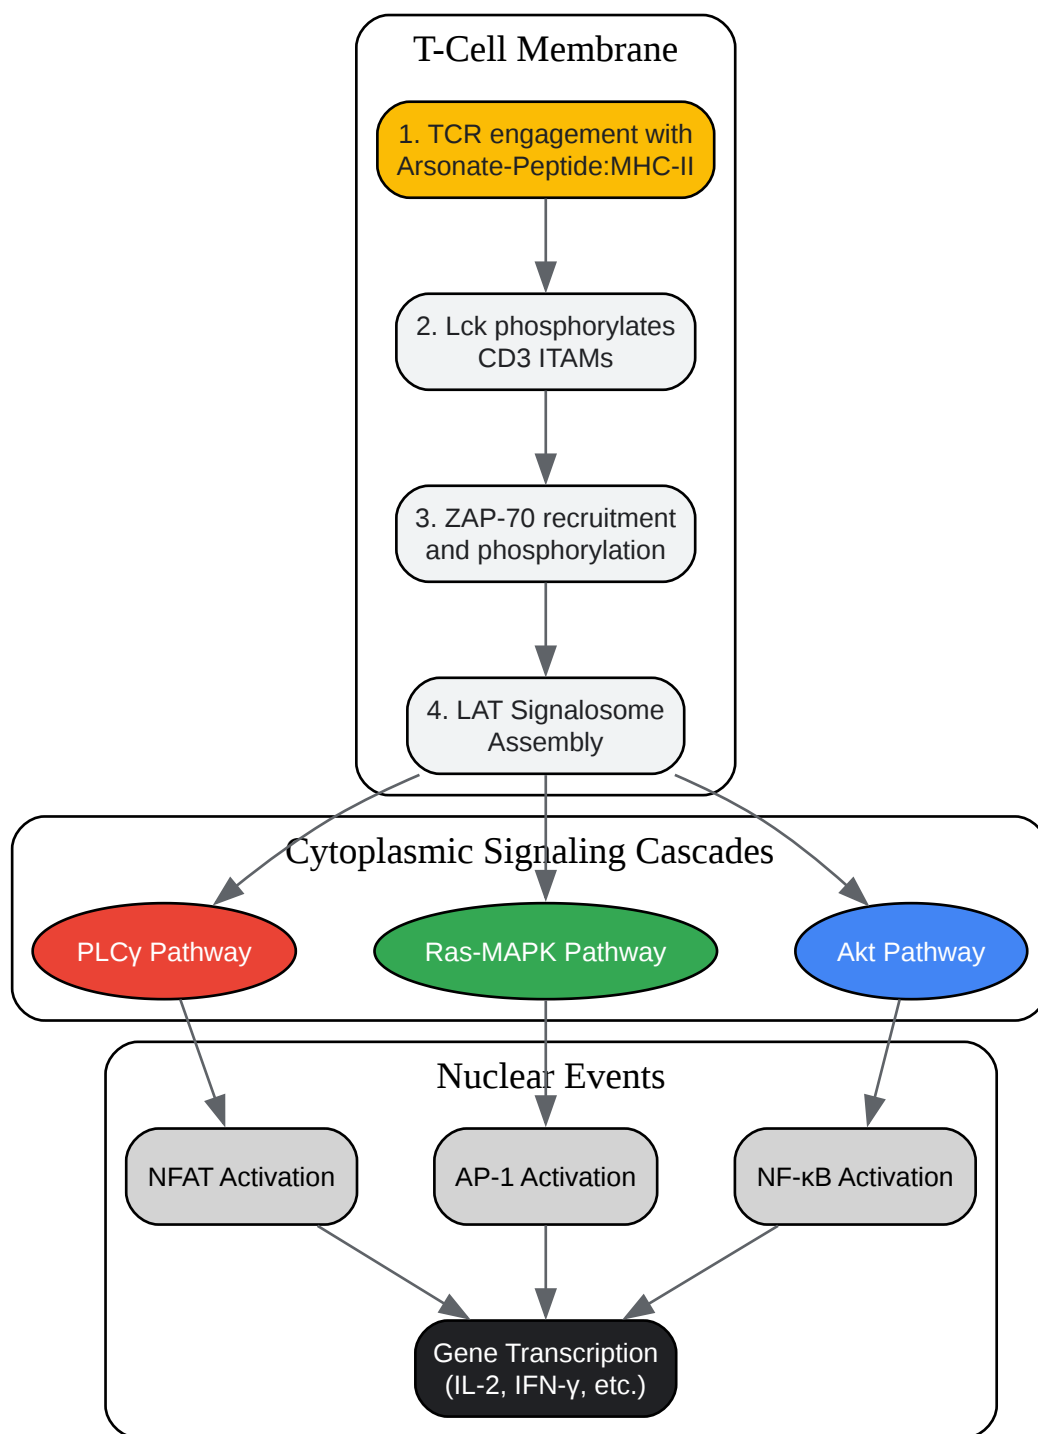 T-Cell Membrane
1. TCR engagement with
Arsonate-Peptide:MHC-II
2. Lck phosphorylates
CD3 ITAMs
3. ZAP-70 recruitment
and phosphorylation
4. LAT Signalosome
Assembly
Cytoplasmic Signaling Cascades
PLCγ Pathway
Ras-MAPK Pathway
Akt Pathway
Nuclear Events
NFAT Activation
AP-1 Activation
NF-κB Activation
Gene Transcription
(IL-2, IFN-γ, etc.)